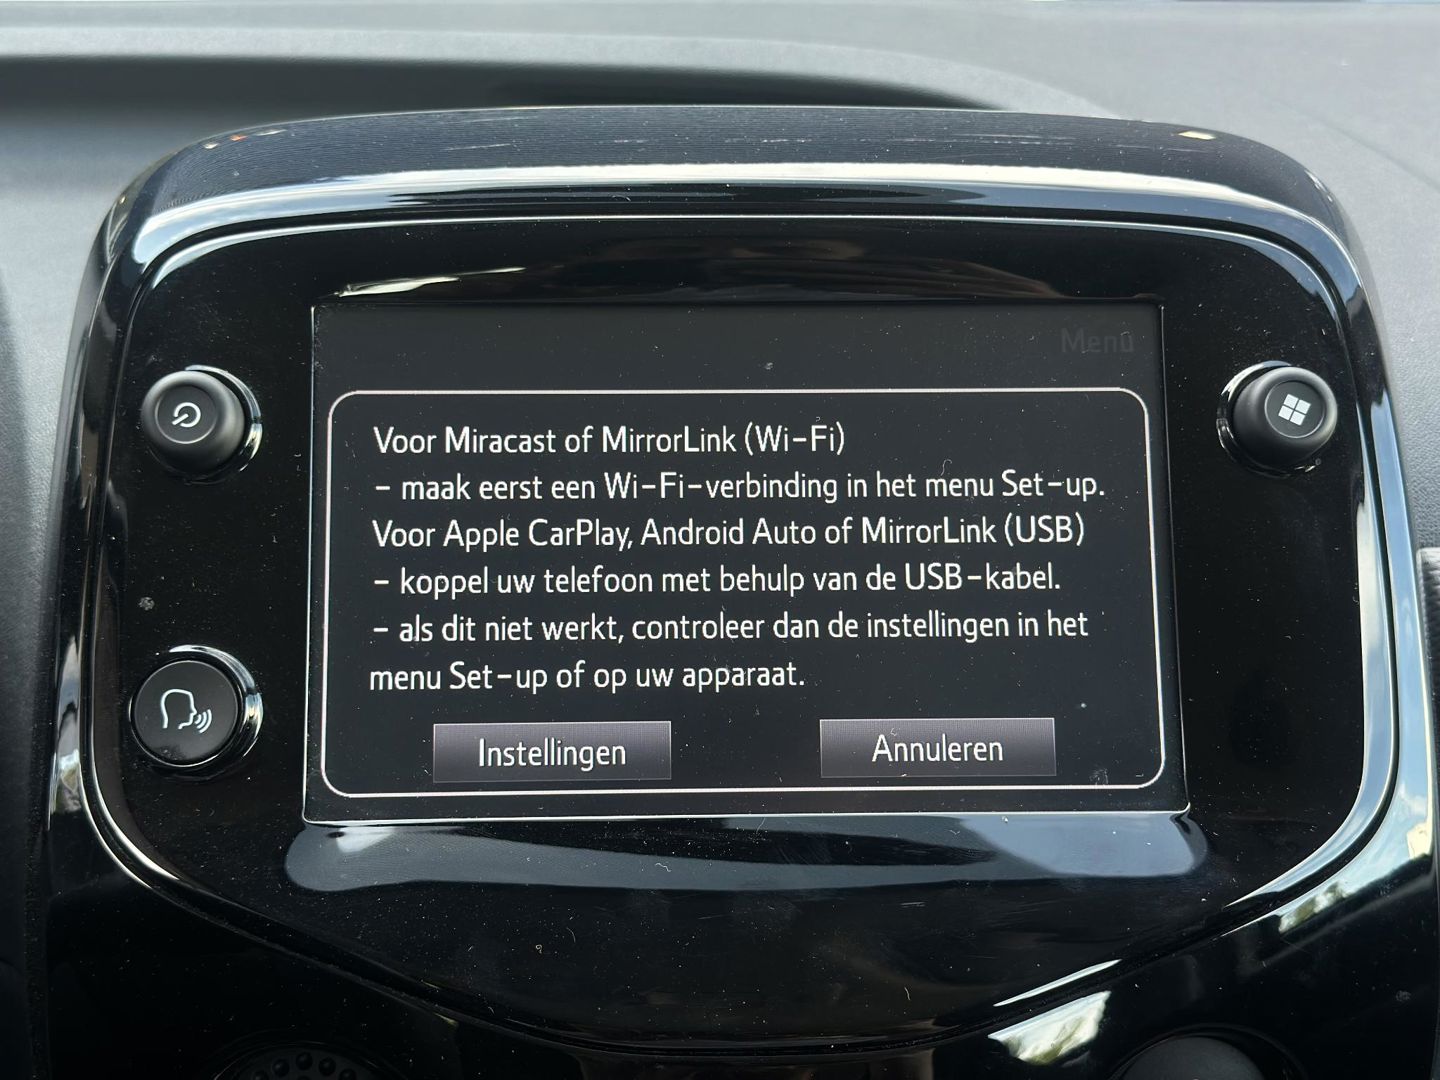 Menu
Voor Miracast of MirrorLink (Wi-Fi)
- maak eerst een Wi-Fi-verbinding in het menu Set-up.
Voor Apple CarPlay, Android Auto of MirrorLink (USB)
- koppel uw telefoon met behulp van de USB-kabel.
- als dit niet werkt, controleer dan de instellingen in het
menu Set-up of op uw apparaat.
Instellingen
Annuleren